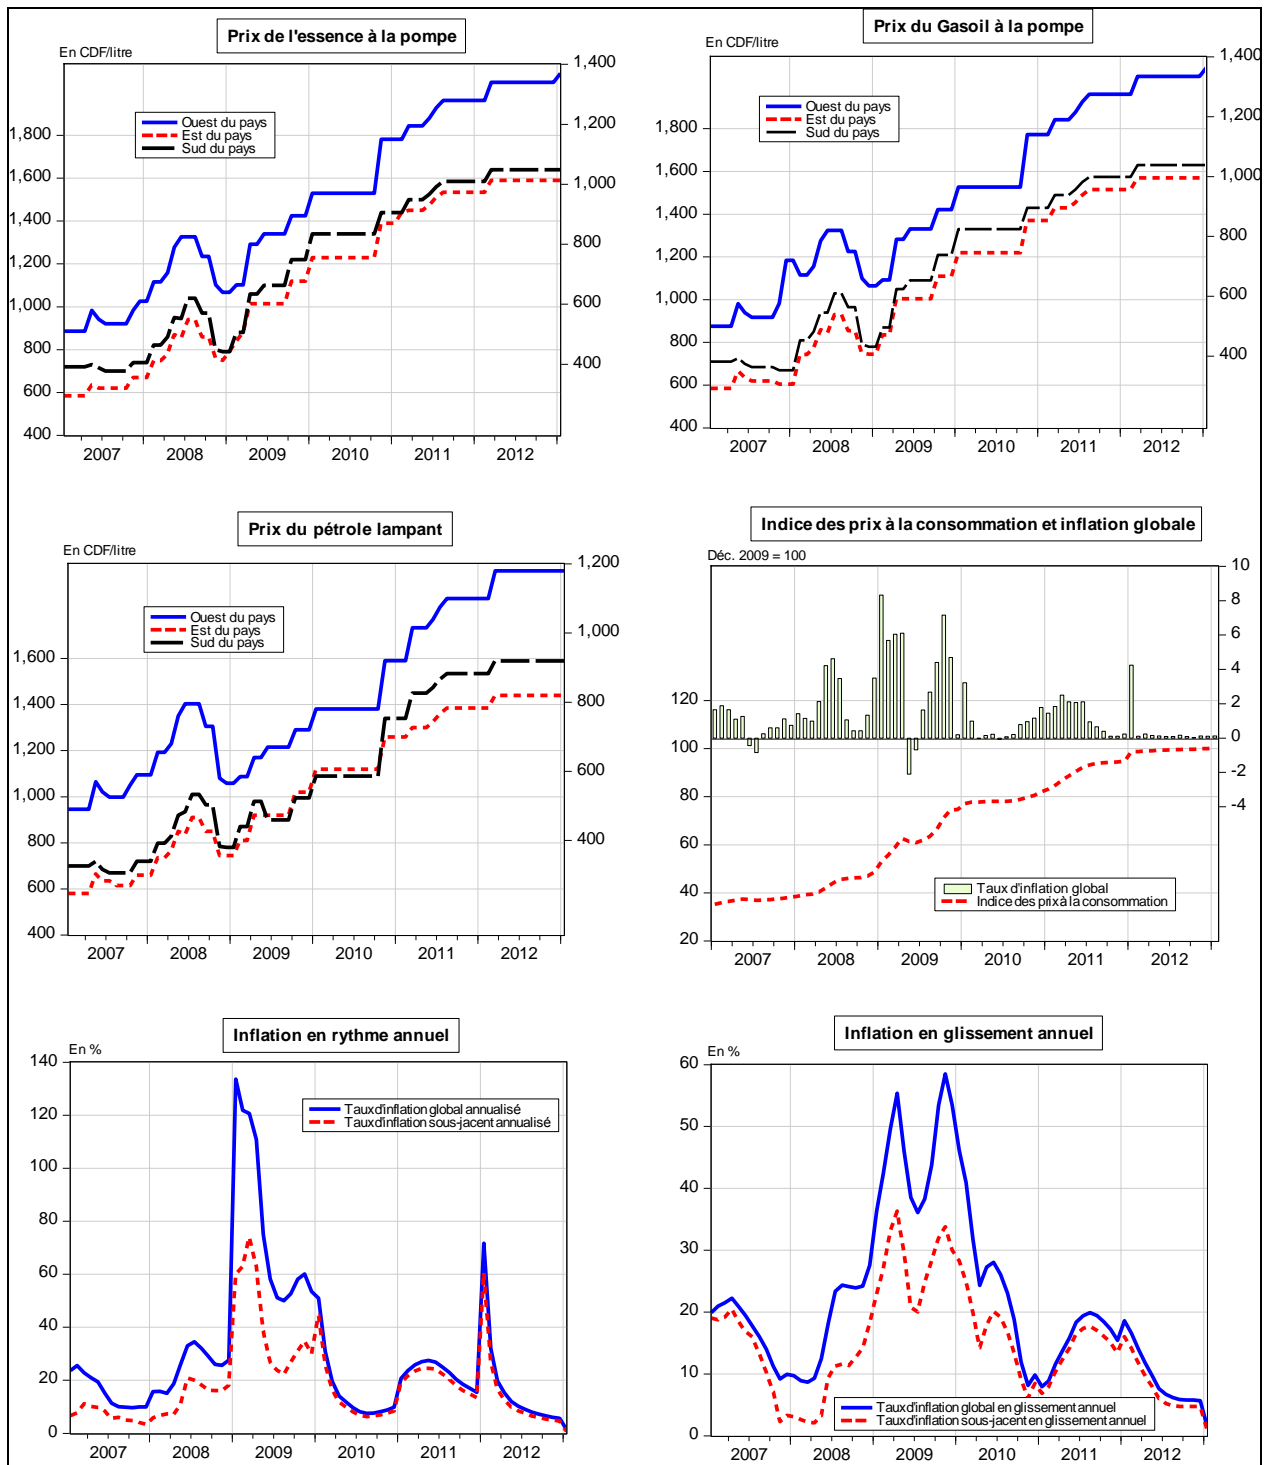 Prix de l'essence à la pompe
En CDF/litre
1,400
1,200
1,000
800
600
400
1,800
1,600
1,400
1,200
1,000
800
600
400
Ouest du pays
Est du pays
Sud du pays
2007 2008 2009 2010 2011 2012
Prix du Gasoil à la pompe
En CDF/litre
1,400
1,200
1,000
800
600
400
1,800
1,600
1,400
1,200
1,000
800
600
400
Ouest du pays
Est du pays
Sud du pays
2007 2008 2009 2010 2011 2012
Prix du pétrole lampant
En CDF/litre
1,200
1,000
800
600
400
1,600
1,400
1,200
1,000
800
600
400
Ouest du pays
Est du pays
Sud du pays
2007 2008 2009 2010 2011 2012
Indice des prix à la consommation et inflation globale
Déc. 2009 = 100
10
8
6
4
2
0
-2
-4
120
100
80
60
40
20
Taux d'inflation global
Indice des prix à la consommation
2007 2008 2009 2010 2011 2012
Inflation en rythme annuel
En %
140
120
100
80
60
40
20
0
Taux d'inflation global annualisé
Taux d'inflation sous-jacent annualisé
2007 2008 2009 2010 2011 2012
Inflation en glissement annuel
En %
60
50
40
30
20
10
0
Taux d'inflation global en glissement annuel
Taux d'inflation sous-jacent en glissement annuel
2007 2008 2009 2010 2011 2012